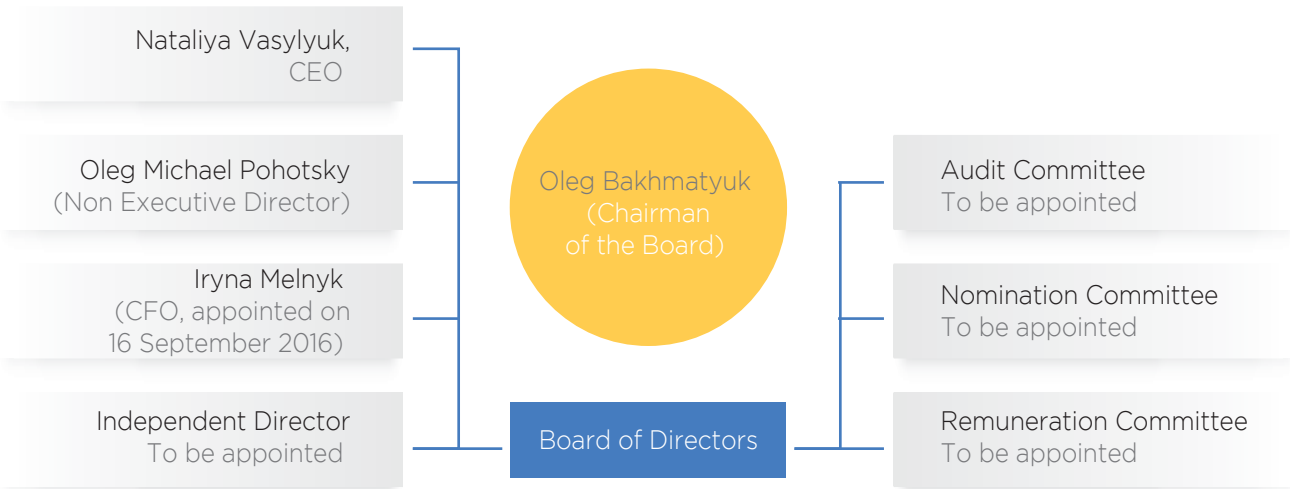 Nataliya Vasylyuk,
CEO
Oleg Michael Pohotsky
(Non Executive Director)
Iryna Melnyk
(CFO, appointed on
16 September 2016)
Independent Director
To be appointed
Oleg Bakhmatyuk
(Chairman
of the Board)
Board of Directors
Audit Committee
To be appointed
Nomination Committee
To be appointed
Remuneration Committee
To be appointed